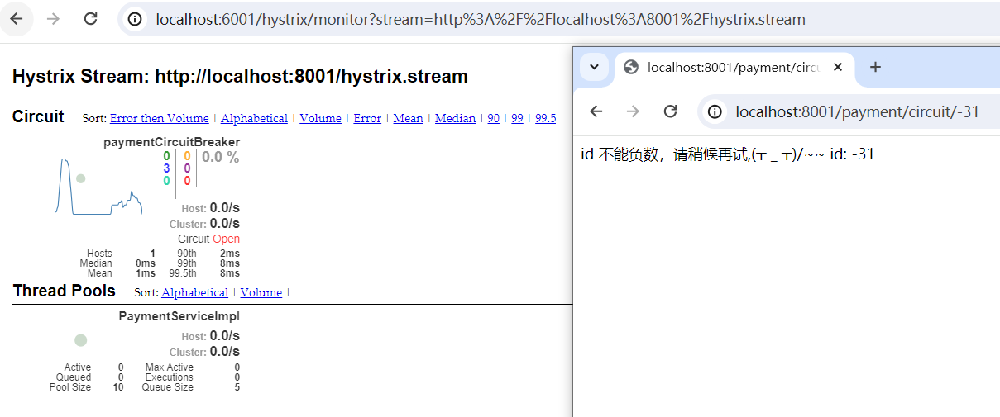 localhost:6001/hystrix/monitor?stream=http%3A%2F%2Flocalhost%3A8001%2Fhystrix.stream
Hystrix Stream: http://localhost:8001/hystrix.stream
Circuit Sort: Error then Volume | Alphabetical | Volume | Error | Mean | Median | 90 | 99 | 99.5
paymentCircuitBreaker
0 0 0.0 %
3 0
0 0
Host: 0.0/s
Cluster: 0.0/s
Circuit Open
Hosts 1 90th 2ms
Median 0ms 99th 8ms
Mean 1ms 99.5th 8ms
Thread Pools Sort: Alphabetical | Volume |
PaymentServiceImpl
Host: 0.0/s
Cluster: 0.0/s
Active 0 Max Active 0
Queued 0 Executions 0
Pool Size 10 Queue Size 5
localhost:8001/payment/circu
localhost:8001/payment/circuit/-31
id 不能负数，请稍候再试,(┬＿┬)/~~ id: -31